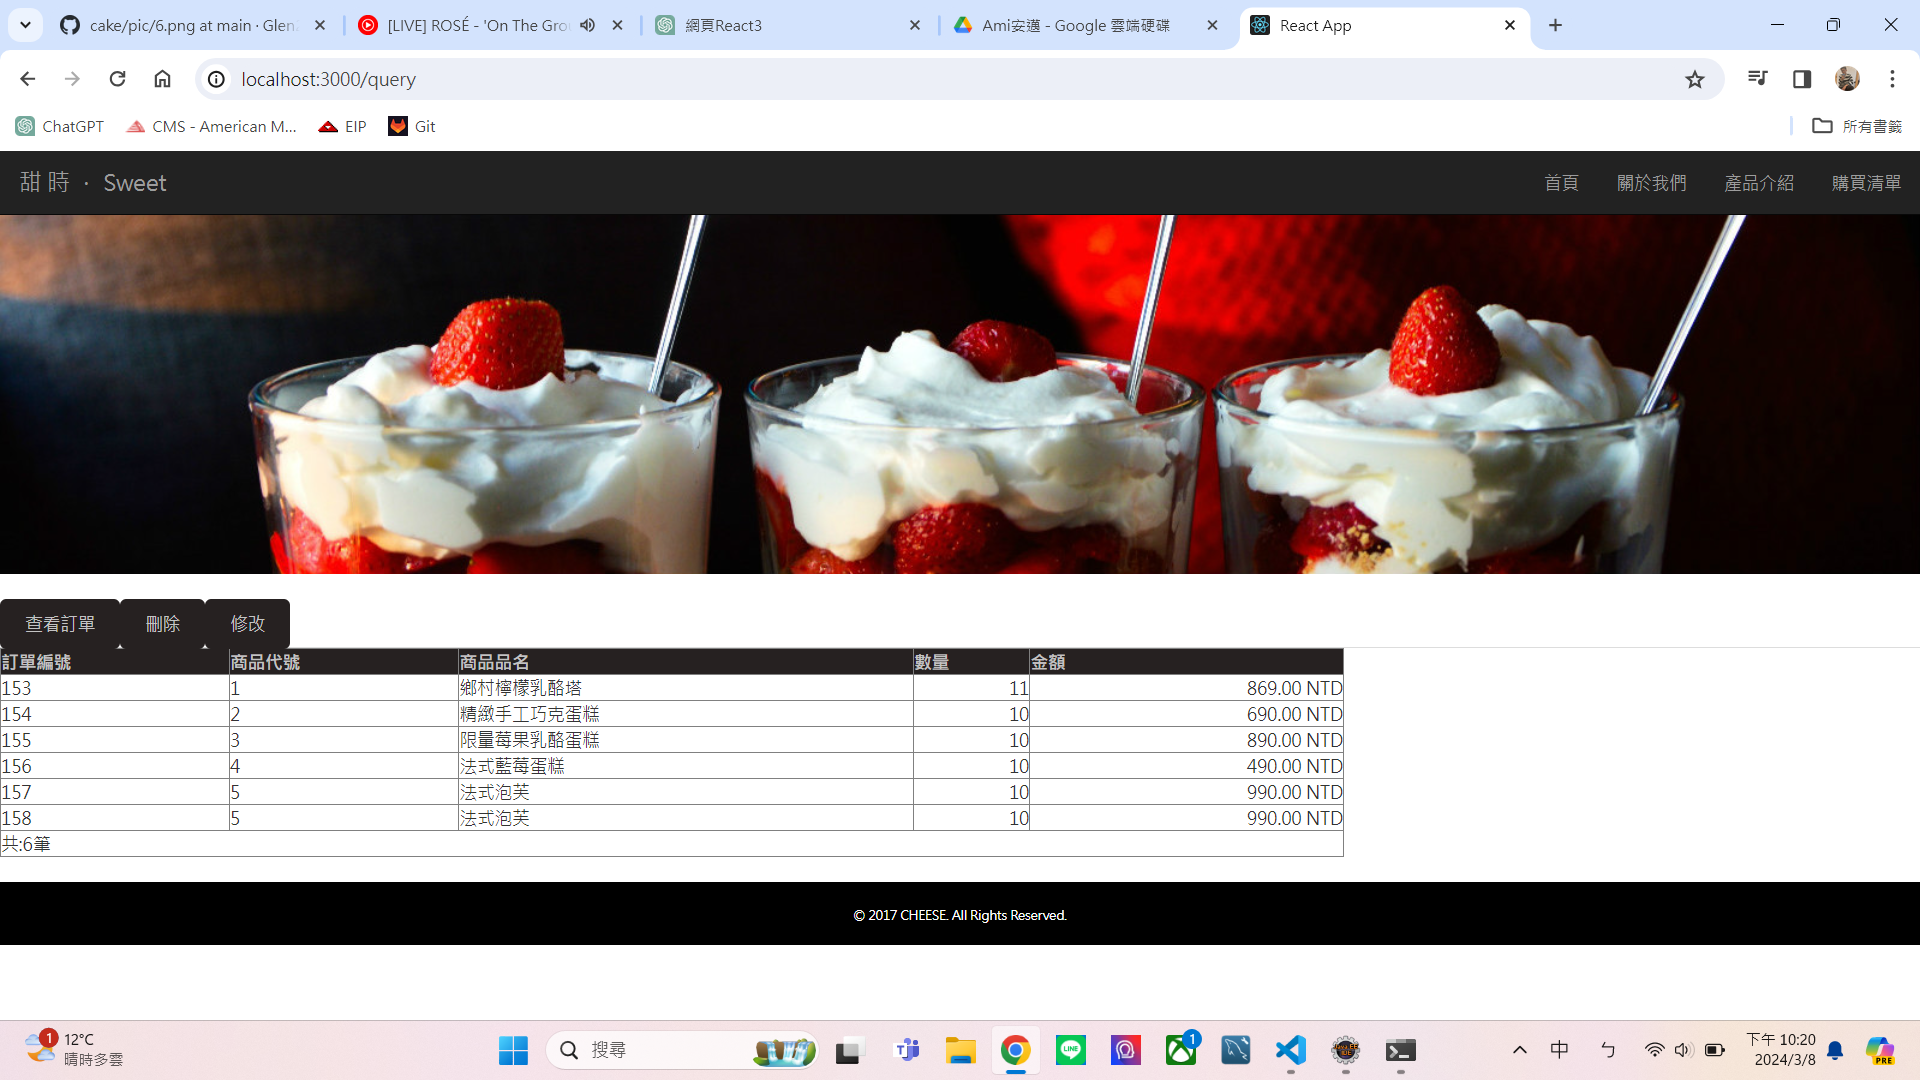 cake/pic/6.png at main · Glen
[LIVE] ROSÉ - 'On The Gro
網頁React3
Ami安邁 - Google 雲端硬碟
React App
localhost:3000/query
ChatGPT
CMS - American M...
EIP
Git
所有書籤
甜 時 · Sweet
首頁
關於我們
產品介紹
購買清單
查看訂單
刪除
修改
訂單編號 商品代號 商品品名 數量 金額
153 1 鄉村檸檬乳酪塔 11 869.00 NTD
154 2 精緻手工巧克蛋糕 10 690.00 NTD
155 3 限量莓果乳酪蛋糕 10 890.00 NTD
156 4 法式藍莓蛋糕 10 490.00 NTD
157 5 法式泡芙 10 990.00 NTD
158 5 法式泡芙 10 990.00 NTD
共:6筆
© 2017 CHEESE. All Rights Reserved.
1
12°C
晴時多雲
搜尋
LINE
1
中
ㄅ
下午 10:20
2024/3/8
PRE